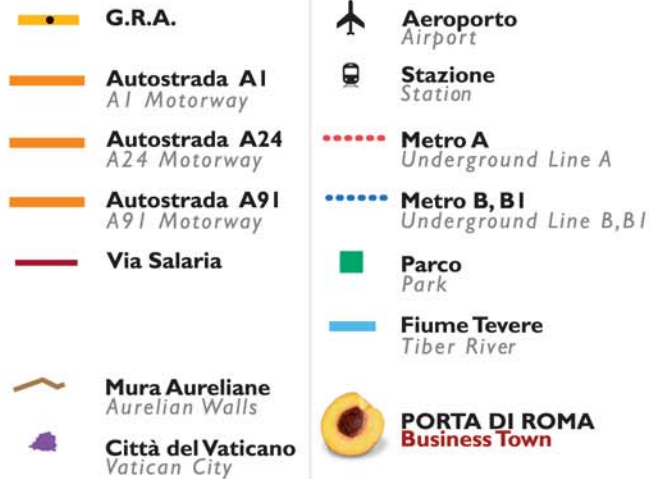 G.R.A.
Autostrada A1
A1 Motorway
Autostrada A24
A24 Motorway
Autostrada A91
A91 Motorway
Via Salaria
Mura Aureliane
Aurelian Walls
Città del Vaticano
Vatican City
Aeroporto
Airport
Stazione
Station
Metro A
Underground Line A
Metro B, B1
Underground Line B, B1
Parco
Park
Fiume Tevere
Tiber River
PORTA DI ROMA
Business Town